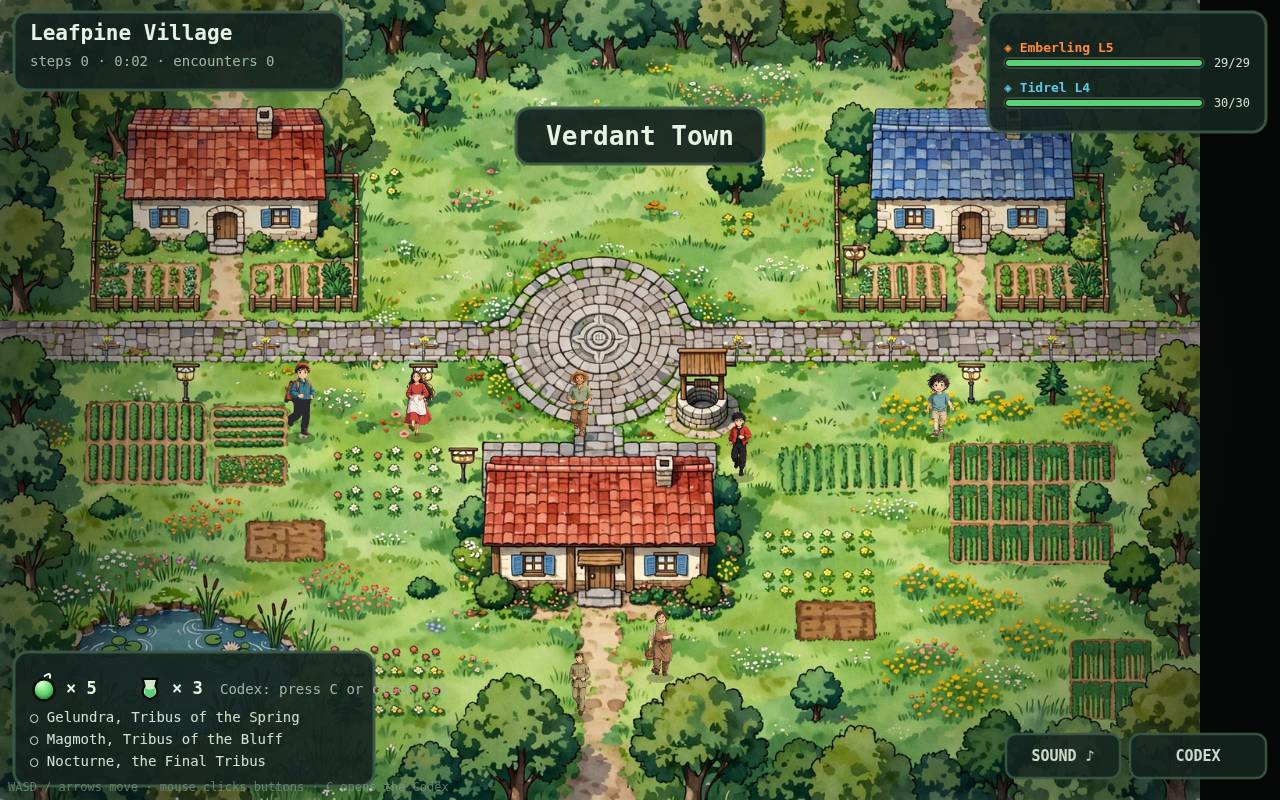 Leafpine Village
steps 0 · 0:02 · encounters 0
◈ Emberling L5
29/29
◈ Tidrel L4
30/30
Verdant Town
× 5 × 3 Codex: press C or c
○ Gelundra, Tribus of the Spring
○ Magmoth, Tribus of the Bluff
○ Nocturne, the Final Tribus
WASD / arrows move · mouse clicks buttons · C opens the Codex
SOUND ♪
CODEX